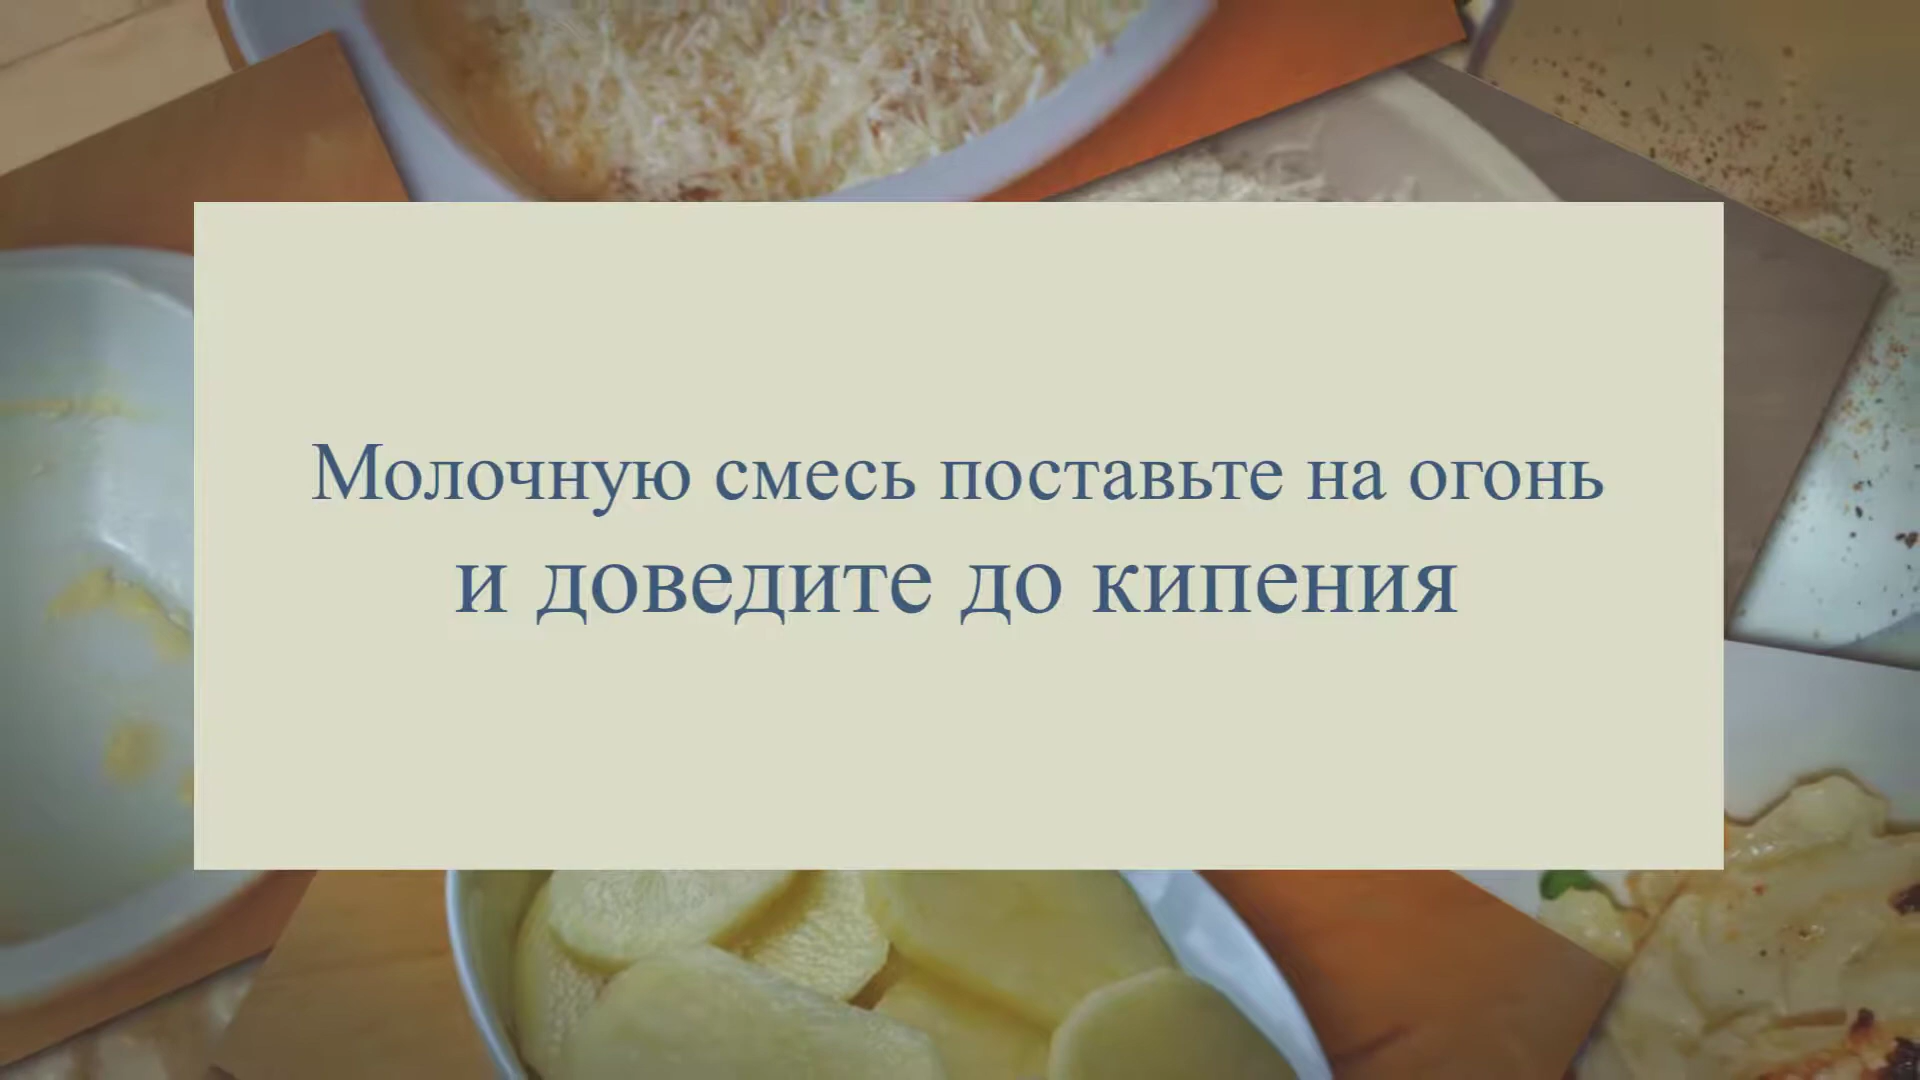 Молочную смесь поставьте на огонь
и доведите до кипения